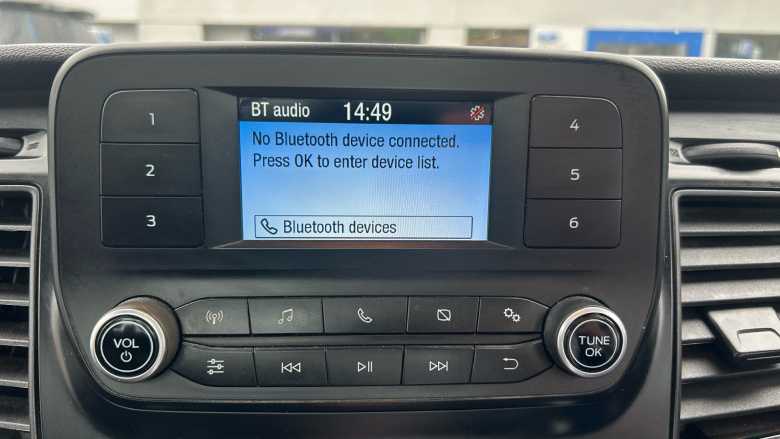 BT audio 14:49
No Bluetooth device connected.
Press OK to enter device list.
Bluetooth devices
1
2
3
4
5
6
VOL
TUNE
OK